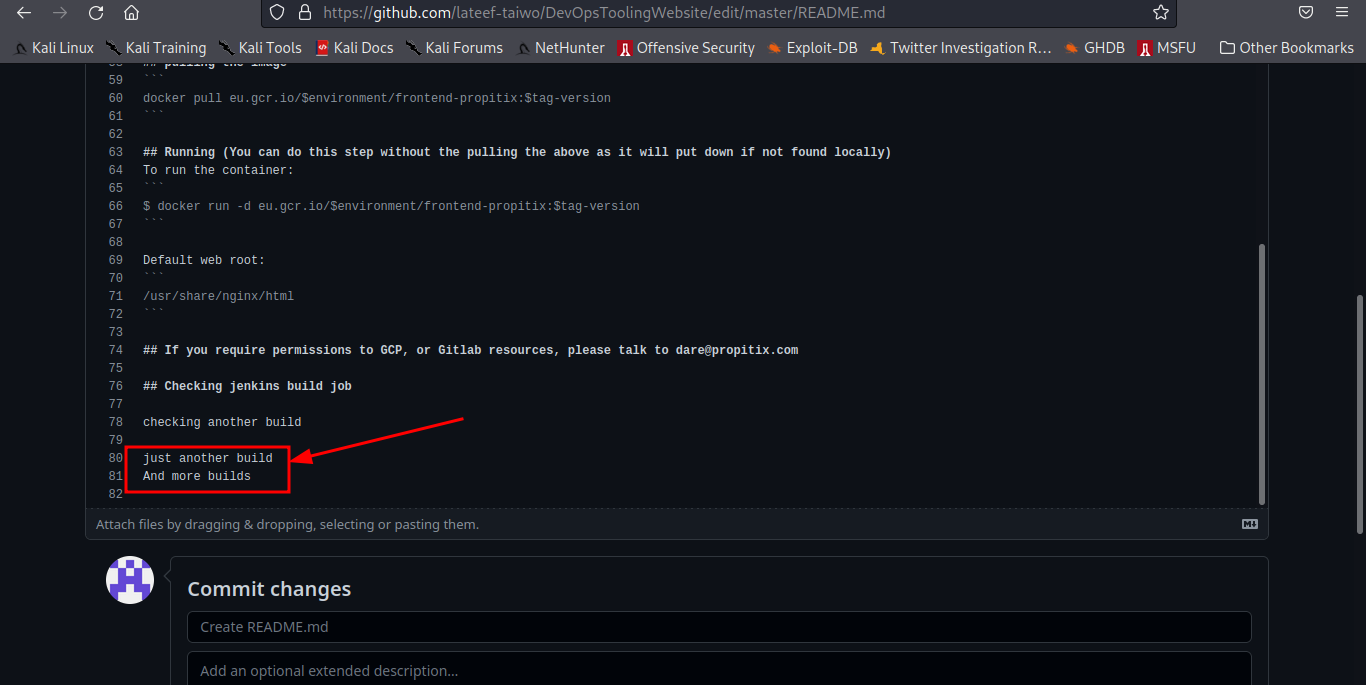 https://github.com/lateef-taiwo/DevOpsToolingWebsite/edit/master/README.md
Kali Linux Kali Training Kali Tools Kali Docs Kali Forums NetHunter Offensive Security Exploit-DB Twitter Investigation R... GHDB MSFU Other Bookmarks
58 ## pulling the image
59 ```
60 docker pull eu.gcr.io/$environment/frontend-propitix:$tag-version
61 ```
62
63 ## Running (You can do this step without the pulling the above as it will put down if not found locally)
64 To run the container:
65 ```
66 $ docker run -d eu.gcr.io/$environment/frontend-propitix:$tag-version
67 ```
68
69 Default web root:
70 ```
71 /usr/share/nginx/html
72 ```
73
74 ## If you require permissions to GCP, or Gitlab resources, please talk to dare@propitix.com
75
76 ## Checking jenkins build job
77
78 checking another build
79
80 just another build
81 And more builds
82
Attach files by dragging & dropping, selecting or pasting them.
Commit changes
Create README.md
Add an optional extended description...